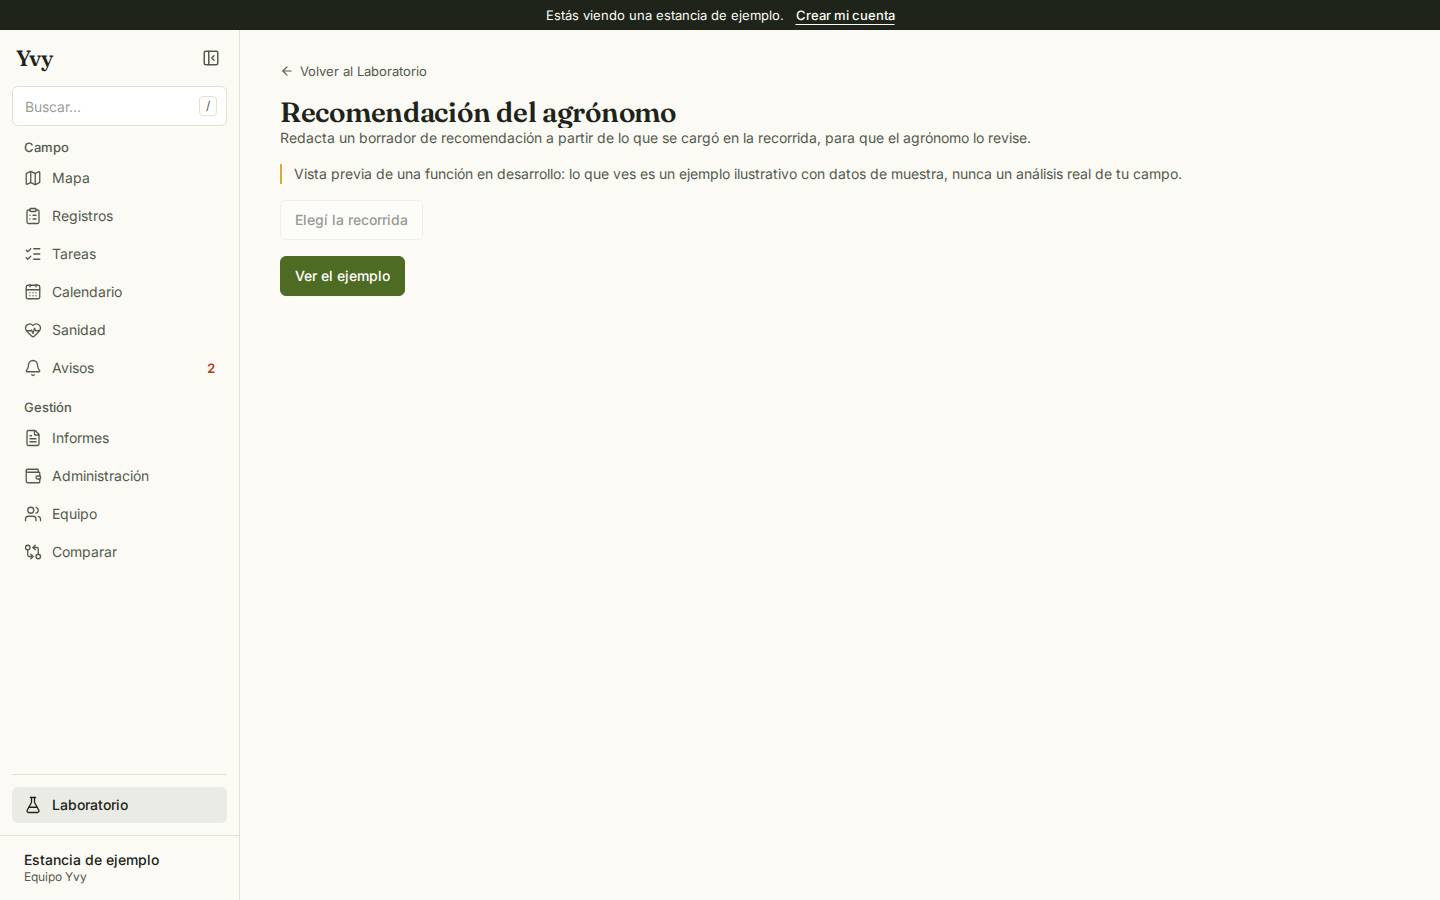 Estás viendo una estancia de ejemplo. Crear mi cuenta
Yvy
Buscar... /
Campo
Mapa
Registros
Tareas
Calendario
Sanidad
Avisos 2
Gestión
Informes
Administración
Equipo
Comparar
Laboratorio
Estancia de ejemplo
Equipo Yvy
Volver al Laboratorio
Recomendación del agrónomo
Redacta un borrador de recomendación a partir de lo que se cargó en la recorrida, para que el agrónomo lo revise.
Vista previa de una función en desarrollo: lo que ves es un ejemplo ilustrativo con datos de muestra, nunca un análisis real de tu campo.
Elegí la recorrida
Ver el ejemplo